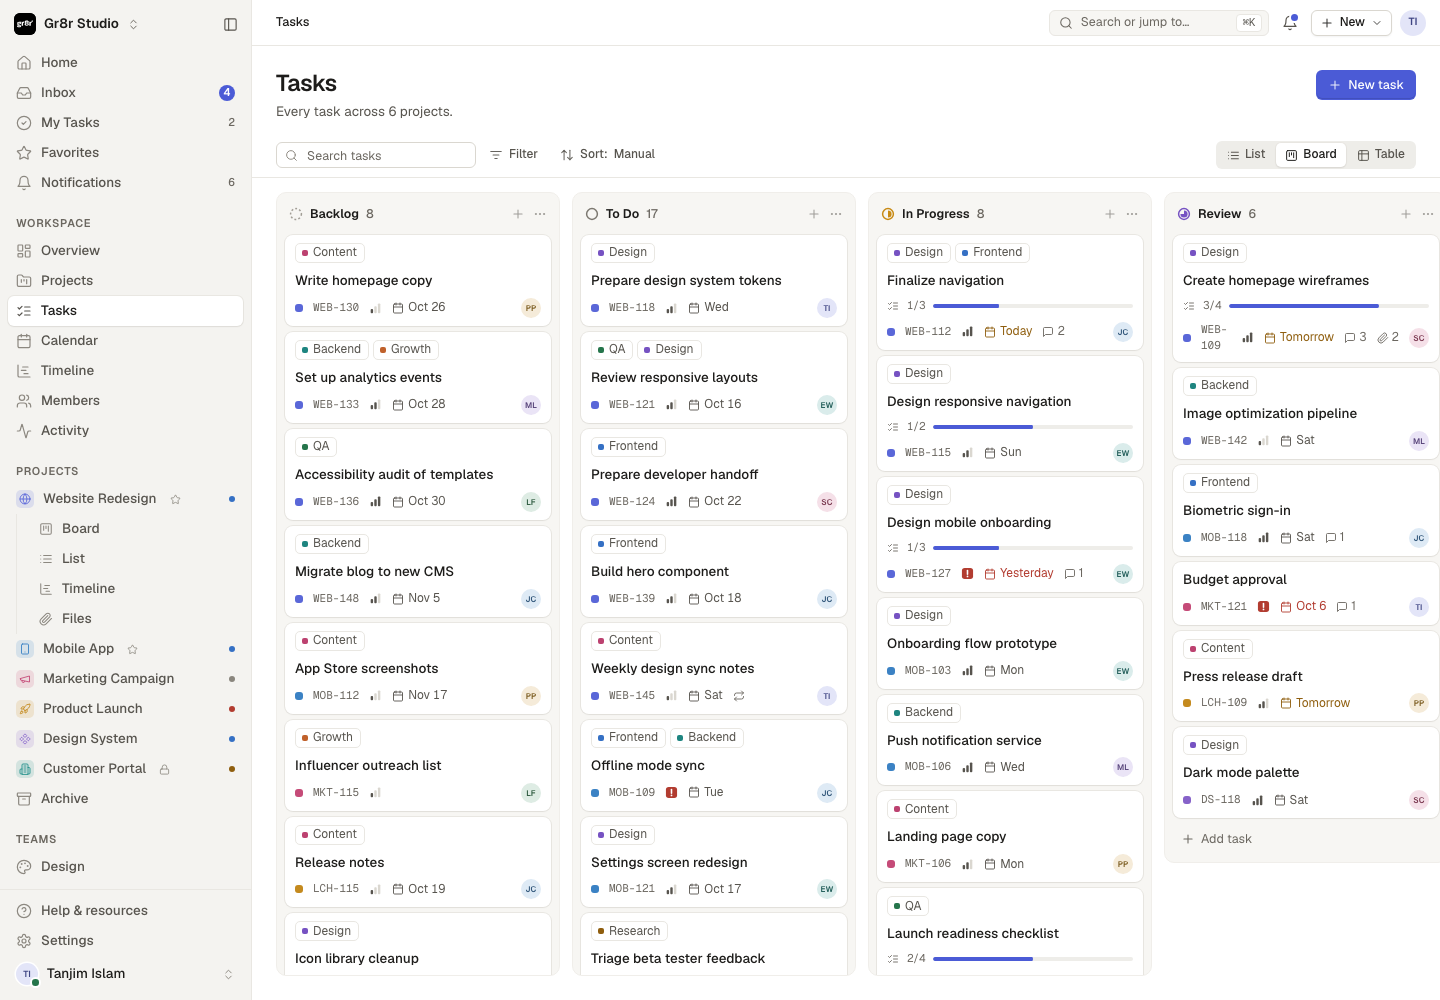 gr8r Gr8r Studio
Home
Inbox 4
My Tasks 2
Favorites
Notifications 6
WORKSPACE
Overview
Projects
Tasks
Calendar
Timeline
Members
Activity
PROJECTS
Website Redesign
Board
List
Timeline
Files
Mobile App
Marketing Campaign
Product Launch
Design System
Customer Portal
Archive
TEAMS
Design
Help & resources
Settings
TI Tanjim Islam
Tasks
Search or jump to... ⌘K
New
TI
Tasks
Every task across 6 projects.
New task
Search tasks
Filter
Sort: Manual
List Board Table
Backlog 8
Content
Write homepage copy
WEB-130 Oct 26 PP
Backend Growth
Set up analytics events
WEB-133 Oct 28 ML
QA
Accessibility audit of templates
WEB-136 Oct 30 LF
Backend
Migrate blog to new CMS
WEB-148 Nov 5 JC
Content
App Store screenshots
MOB-112 Nov 17 PP
Growth
Influencer outreach list
MKT-115 LF
Content
Release notes
LCH-115 Oct 19 JC
Design
Icon library cleanup
To Do 17
Design
Prepare design system tokens
WEB-118 Wed TI
QA Design
Review responsive layouts
WEB-121 Oct 16 EW
Frontend
Prepare developer handoff
WEB-124 Oct 22 SC
Frontend
Build hero component
WEB-139 Oct 18 JC
Content
Weekly design sync notes
WEB-145 Sat TI
Frontend Backend
Offline mode sync
MOB-109 ! Tue JC
Design
Settings screen redesign
MOB-121 Oct 17 EW
Research
Triage beta tester feedback
In Progress 8
Design Frontend
Finalize navigation
1/3
WEB-112 Today 2 JC
Design
Design responsive navigation
1/2
WEB-115 Sun EW
Design
Design mobile onboarding
1/3
WEB-127 ! Yesterday 1 EW
Design
Onboarding flow prototype
MOB-103 Mon EW
Backend
Push notification service
MOB-106 Wed ML
Content
Landing page copy
MKT-106 Mon PP
QA
Launch readiness checklist
2/4
Review 6
Design
Create homepage wireframes
3/4
WEB-
109 Tomorrow 3 2 SC
Backend
Image optimization pipeline
WEB-142 Sat ML
Frontend
Biometric sign-in
MOB-118 Sat 1 JC
Budget approval
MKT-121 ! Oct 6 1 TI
Content
Press release draft
LCH-109 Tomorrow PP
Design
Dark mode palette
DS-118 Sat SC
Add task